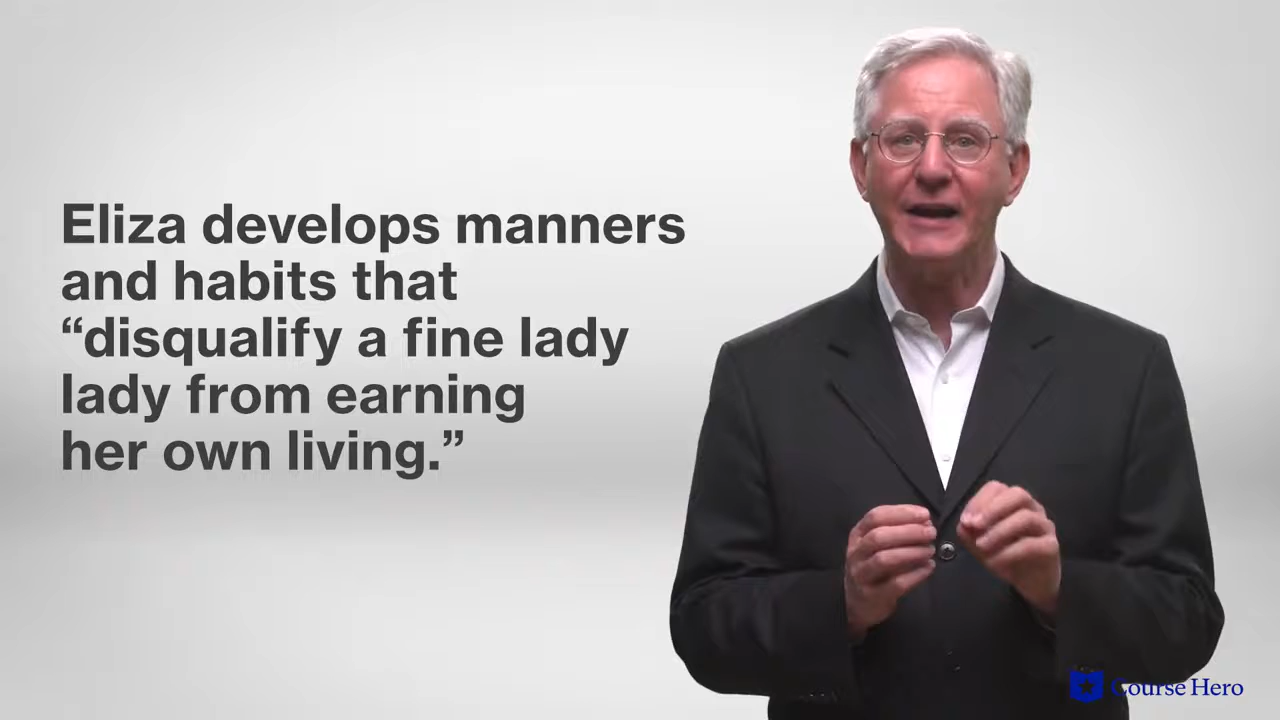 Eliza develops manners
and habits that
“disqualify a fine lady
lady from earning
her own living.”
Course Hero